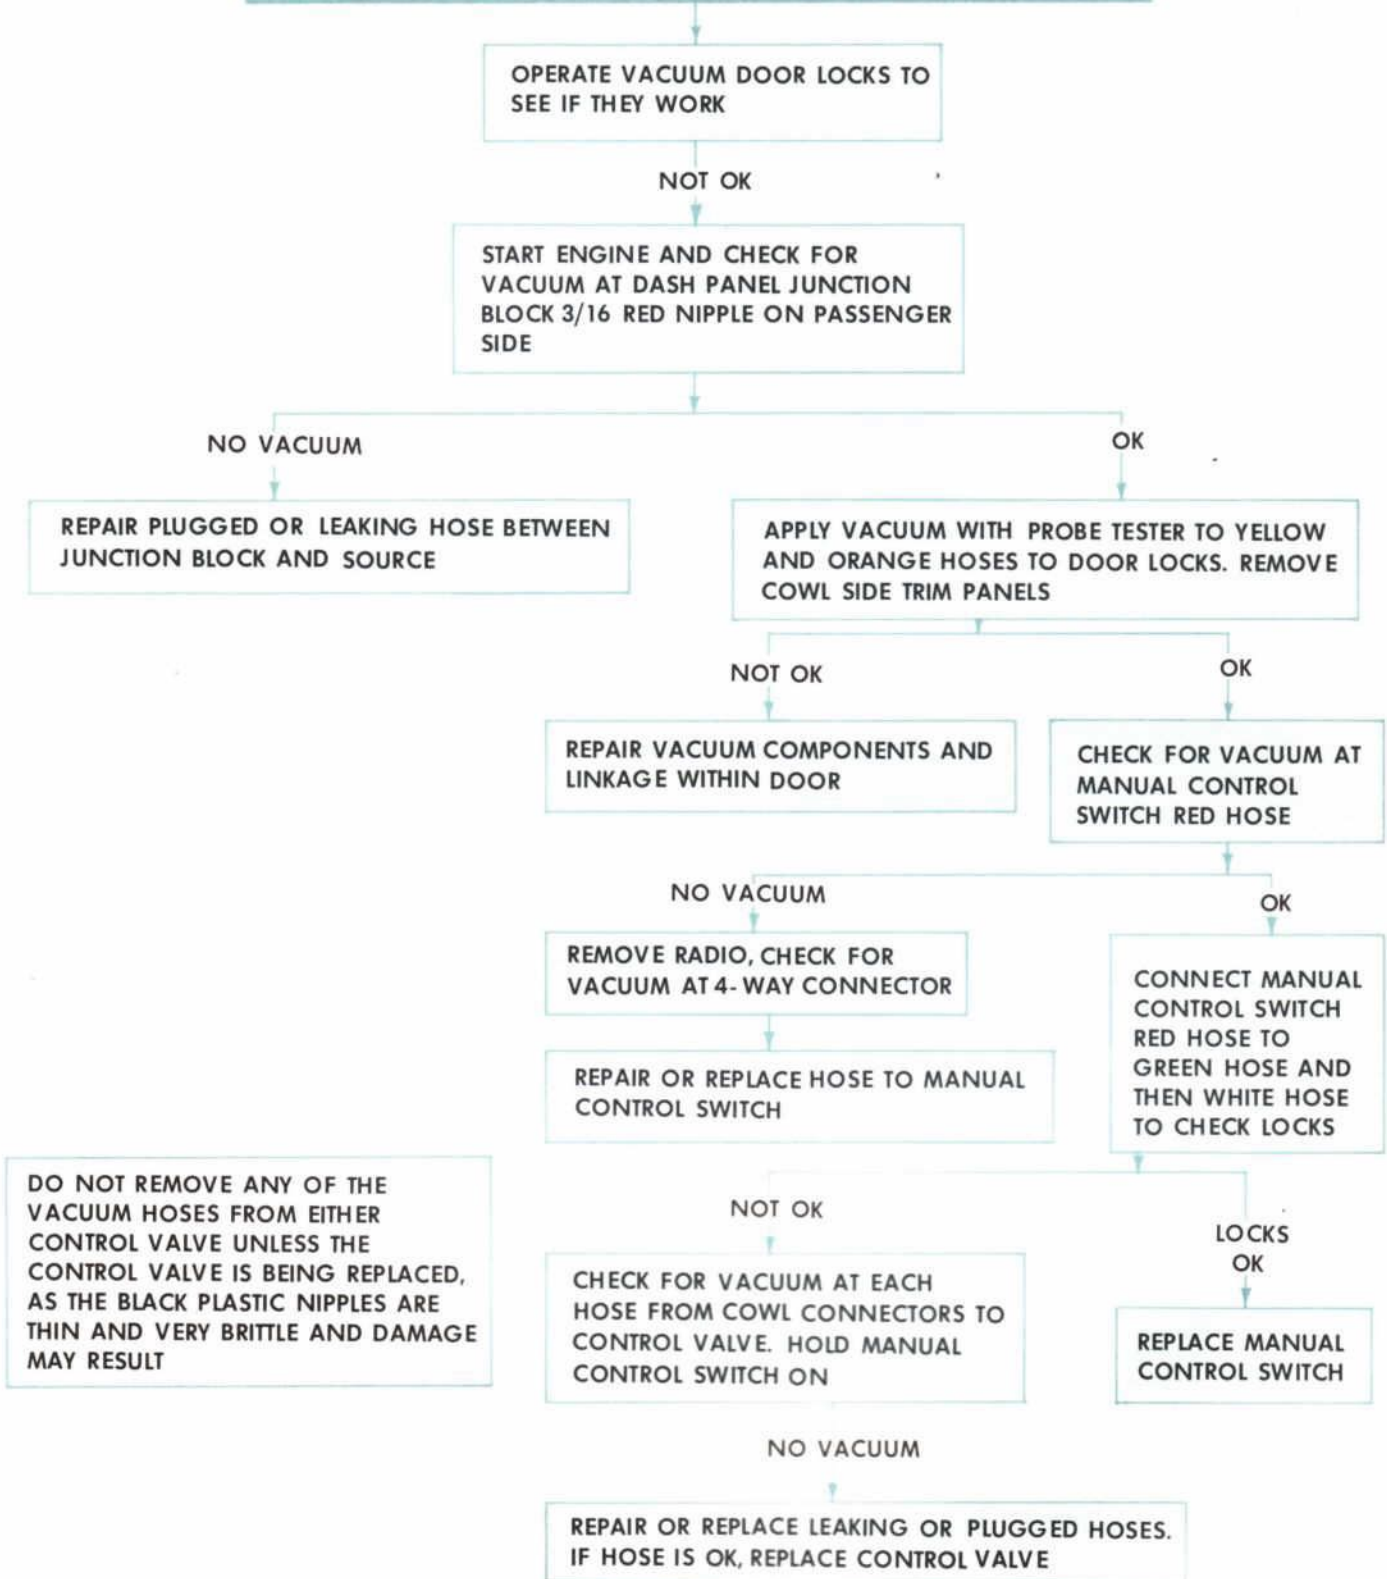 OPERATE VACUUM DOOR LOCKS TO
SEE IF THEY WORK
NOT OK
START ENGINE AND CHECK FOR
VACUUM AT DASH PANEL JUNCTION
BLOCK 3/16 RED NIPPLE ON PASSENGER
SIDE
NO VACUUM
OK
REPAIR PLUGGED OR LEAKING HOSE BETWEEN
JUNCTION BLOCK AND SOURCE
APPLY VACUUM WITH PROBE TESTER TO YELLOW
AND ORANGE HOSES TO DOOR LOCKS. REMOVE
COWL SIDE TRIM PANELS
NOT OK
OK
REPAIR VACUUM COMPONENTS AND
LINKAGE WITHIN DOOR
CHECK FOR VACUUM AT
MANUAL CONTROL
SWITCH RED HOSE
NO VACUUM
OK
REMOVE RADIO, CHECK FOR
VACUUM AT 4-WAY CONNECTOR
REPAIR OR REPLACE HOSE TO MANUAL
CONTROL SWITCH
CONNECT MANUAL
CONTROL SWITCH
RED HOSE TO
GREEN HOSE AND
THEN WHITE HOSE
TO CHECK LOCKS
DO NOT REMOVE ANY OF THE
VACUUM HOSES FROM EITHER
CONTROL VALVE UNLESS THE
CONTROL VALVE IS BEING REPLACED,
AS THE BLACK PLASTIC NIPPLES ARE
THIN AND VERY BRITTLE AND DAMAGE
MAY RESULT
NOT OK
LOCKS
OK
CHECK FOR VACUUM AT EACH
HOSE FROM COWL CONNECTORS TO
CONTROL VALVE. HOLD MANUAL
CONTROL SWITCH ON
REPLACE MANUAL
CONTROL SWITCH
NO VACUUM
REPAIR OR REPLACE LEAKING OR PLUGGED HOSES.
IF HOSE IS OK, REPLACE CONTROL VALVE